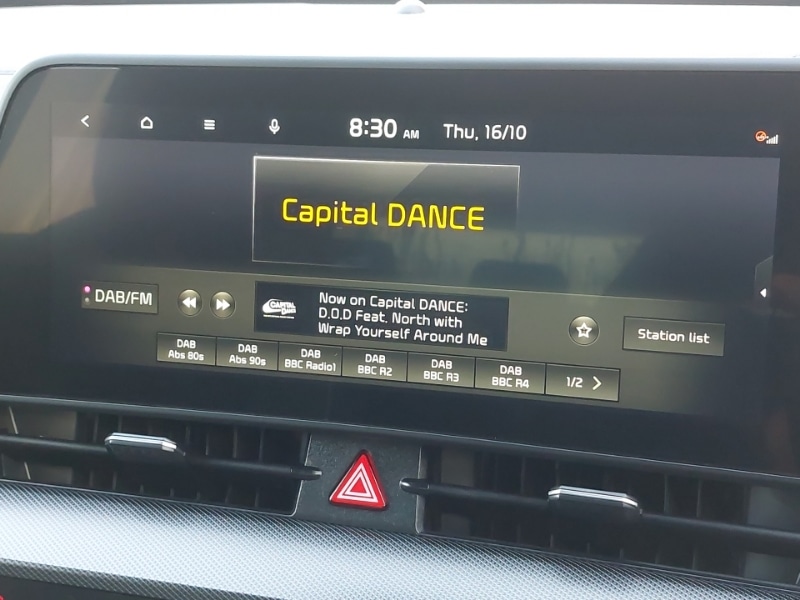 8:30 AM Thu, 16/10
Capital DANCE
DAB/FM
CAPITAL
DANCE
Now on Capital DANCE:
D.O.D Feat. North with
Wrap Yourself Around Me
Station list
DAB
Abs 80s
DAB
Abs 90s
DAB
BBC Radio1
DAB
BBC R2
DAB
BBC R3
DAB
BBC R4
1/2